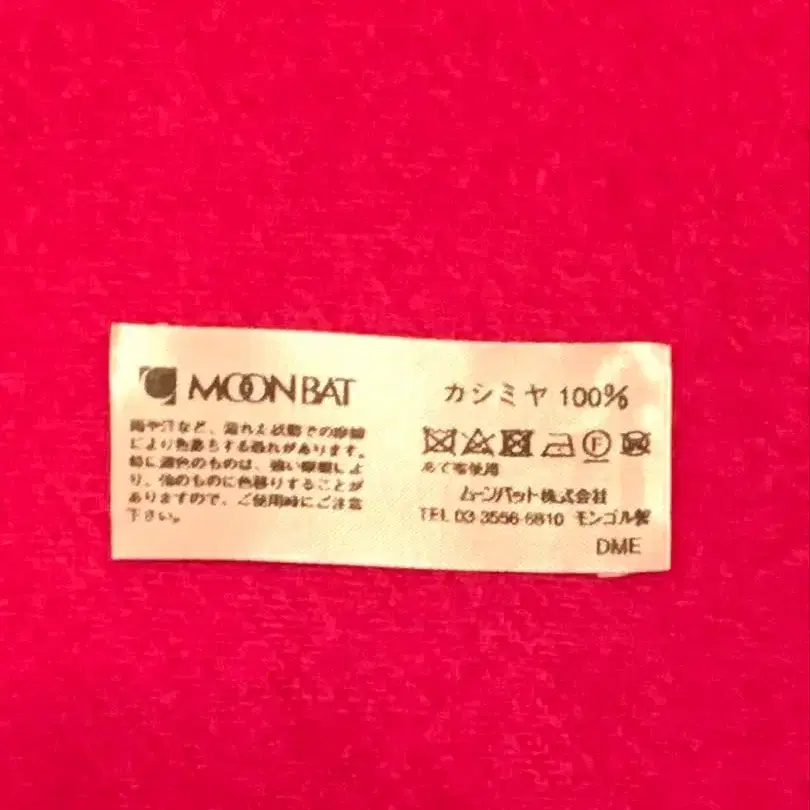 MOONBAT
雨や汗など、濡れた状態での摩擦
により色落ちする恐れがあります。
特に濃色のものは、強い摩擦によ
り、他のものに色移りすることが
ありますので、ご使用時にご注意
下さい。
カシミヤ 100%
あて布使用
ムーンバット株式会社
TEL 03-3556-6810 モンゴル製
DME